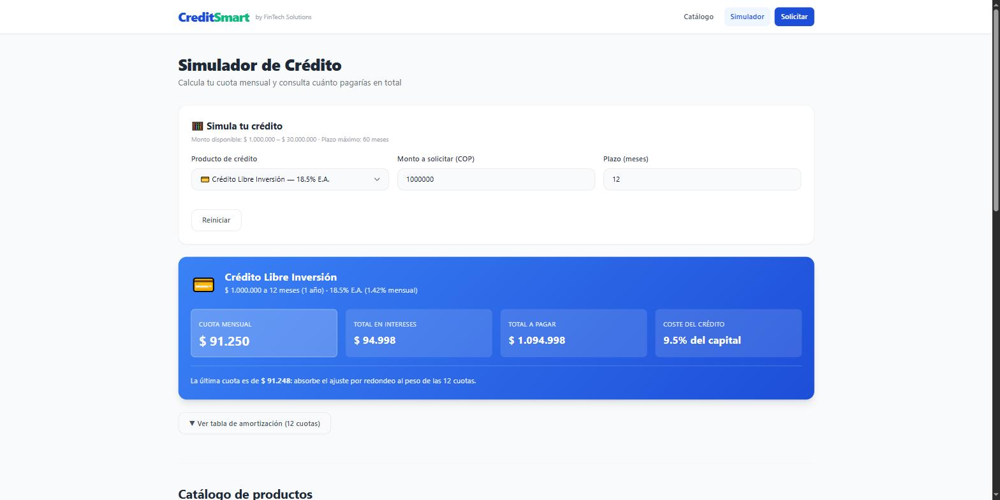 CreditSmart by FinTech Solutions
Catálogo
Simulador
Solicitar
Simulador de Crédito
Calcula tu cuota mensual y consulta cuánto pagarías en total
Simula tu crédito
Monto disponible: $ 1.000.000 – $ 30.000.000 · Plazo máximo: 60 meses
Producto de crédito
Monto a solicitar (COP)
Plazo (meses)
Crédito Libre Inversión — 18.5% E.A.
1000000
12
Reiniciar
Crédito Libre Inversión
$ 1.000.000 a 12 meses (1 año) · 18.5% E.A. (1.42% mensual)
CUOTA MENSUAL
$ 91.250
TOTAL EN INTERESES
$ 94.998
TOTAL A PAGAR
$ 1.094.998
COSTE DEL CRÉDITO
9.5% del capital
La última cuota es de $ 91.248: absorbe el ajuste por redondeo al peso de las 12 cuotas.
▼ Ver tabla de amortización (12 cuotas)
Catálogo de productos